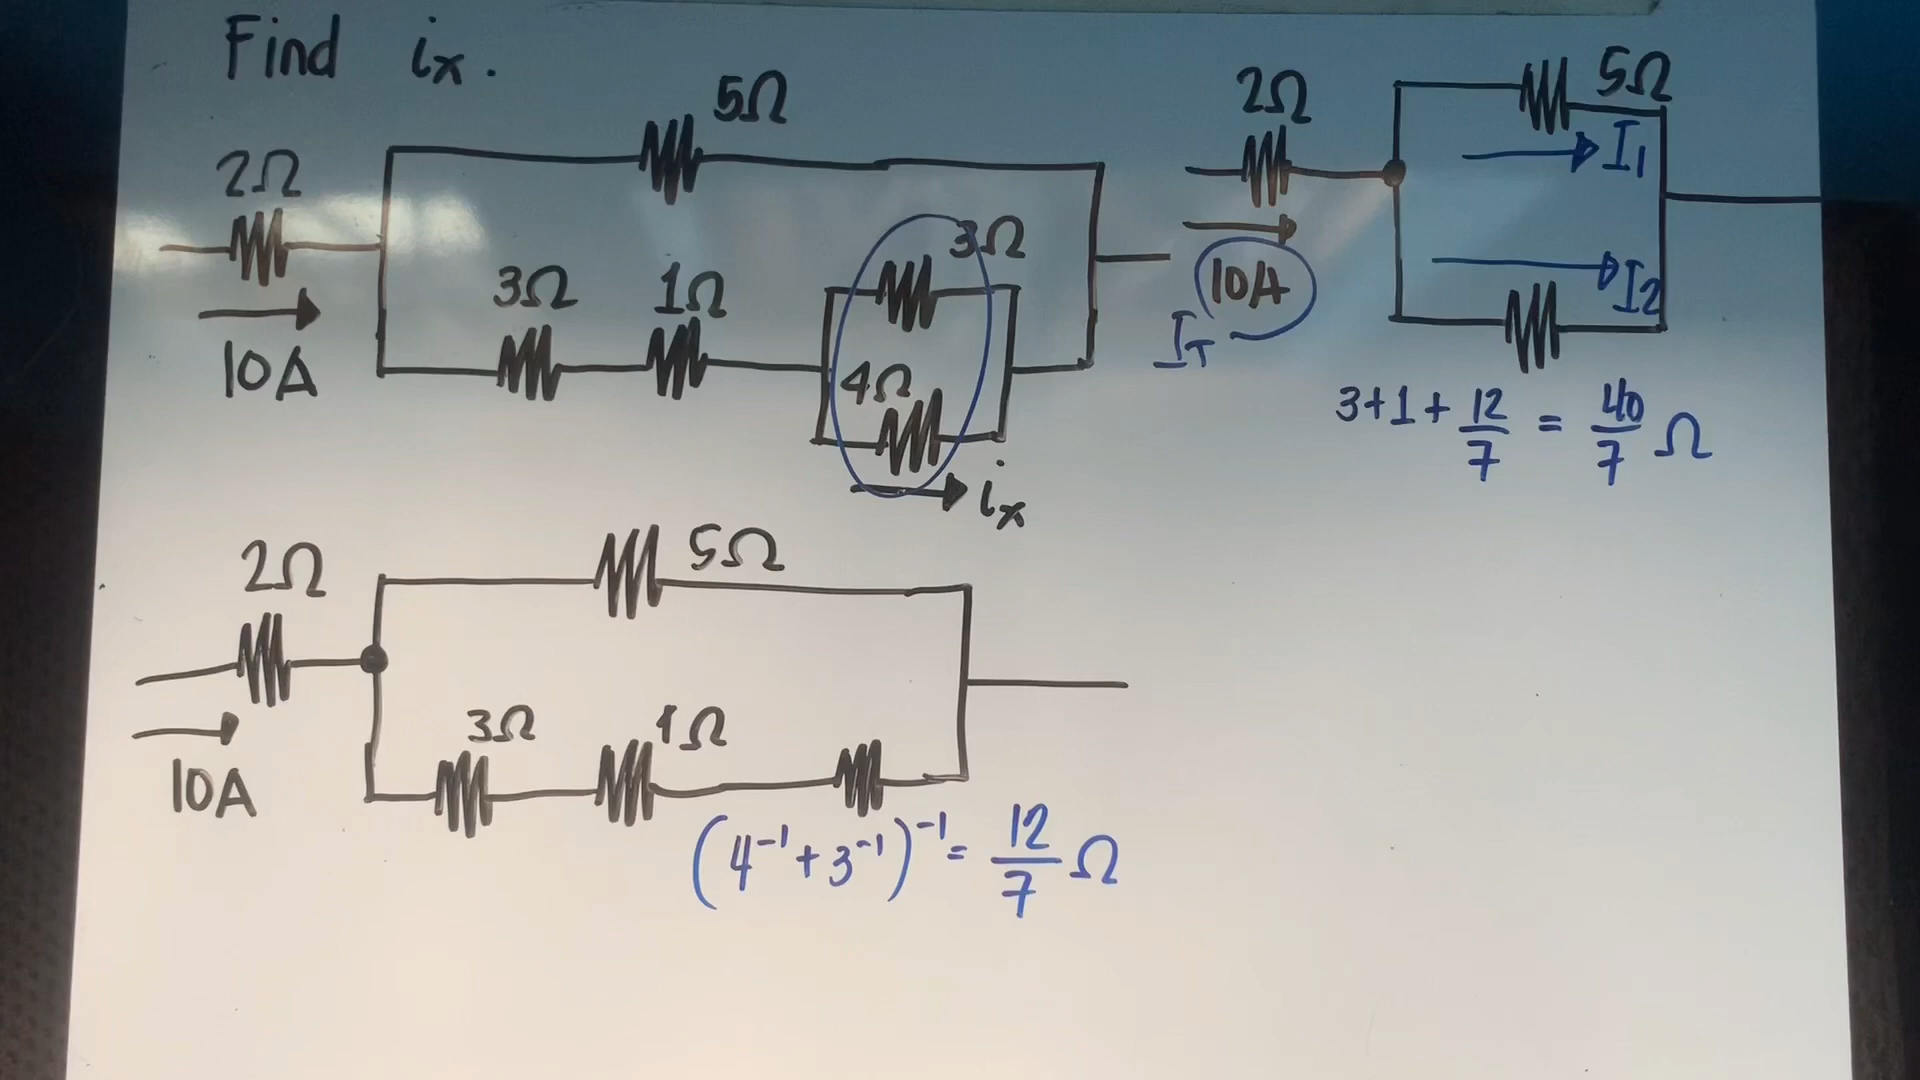 Find ix.
5Ω
2Ω
10A
3Ω
1Ω
3Ω
4Ω
ix
2Ω
5Ω
I1
10A
IT
I2
3+1+12/7 = 40/7 Ω
2Ω
5Ω
10A
3Ω
1Ω
(4⁻¹+3⁻¹)⁻¹= 12/7 Ω